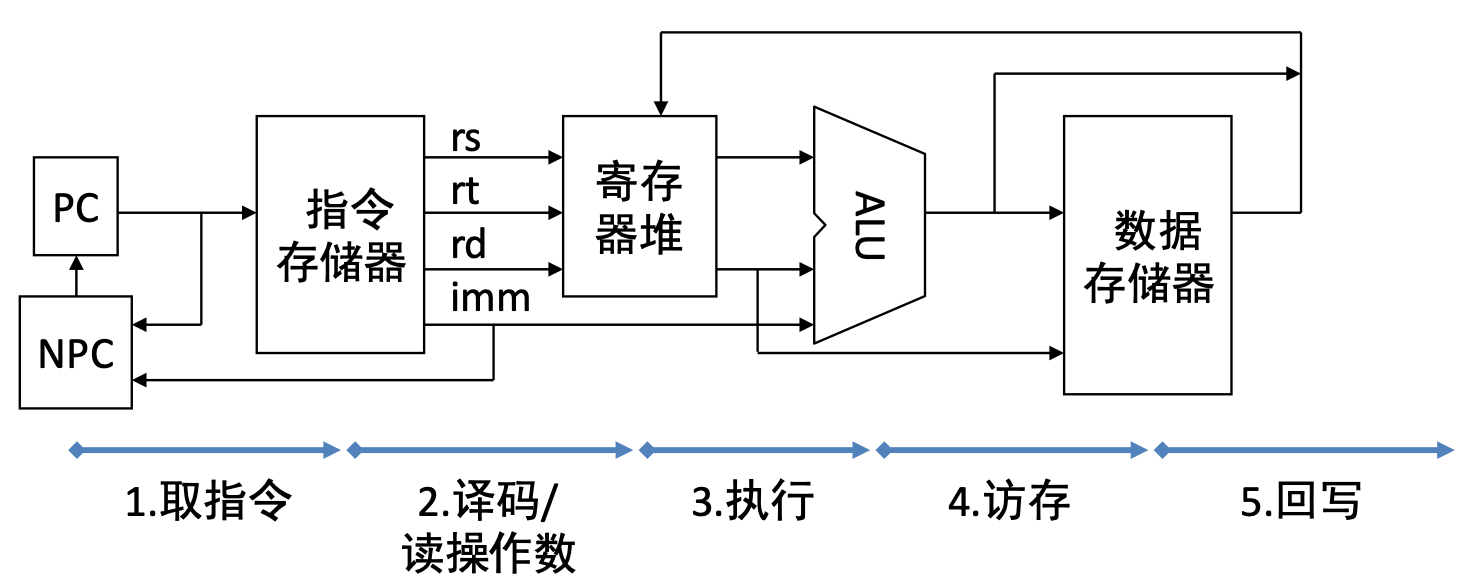 PC
NPC
指令
存储器
rs
rt
rd
imm
寄存
器堆
ALU
数据
存储器
1.取指令
2.译码/
读操作数
3.执行
4.访存
5.回写